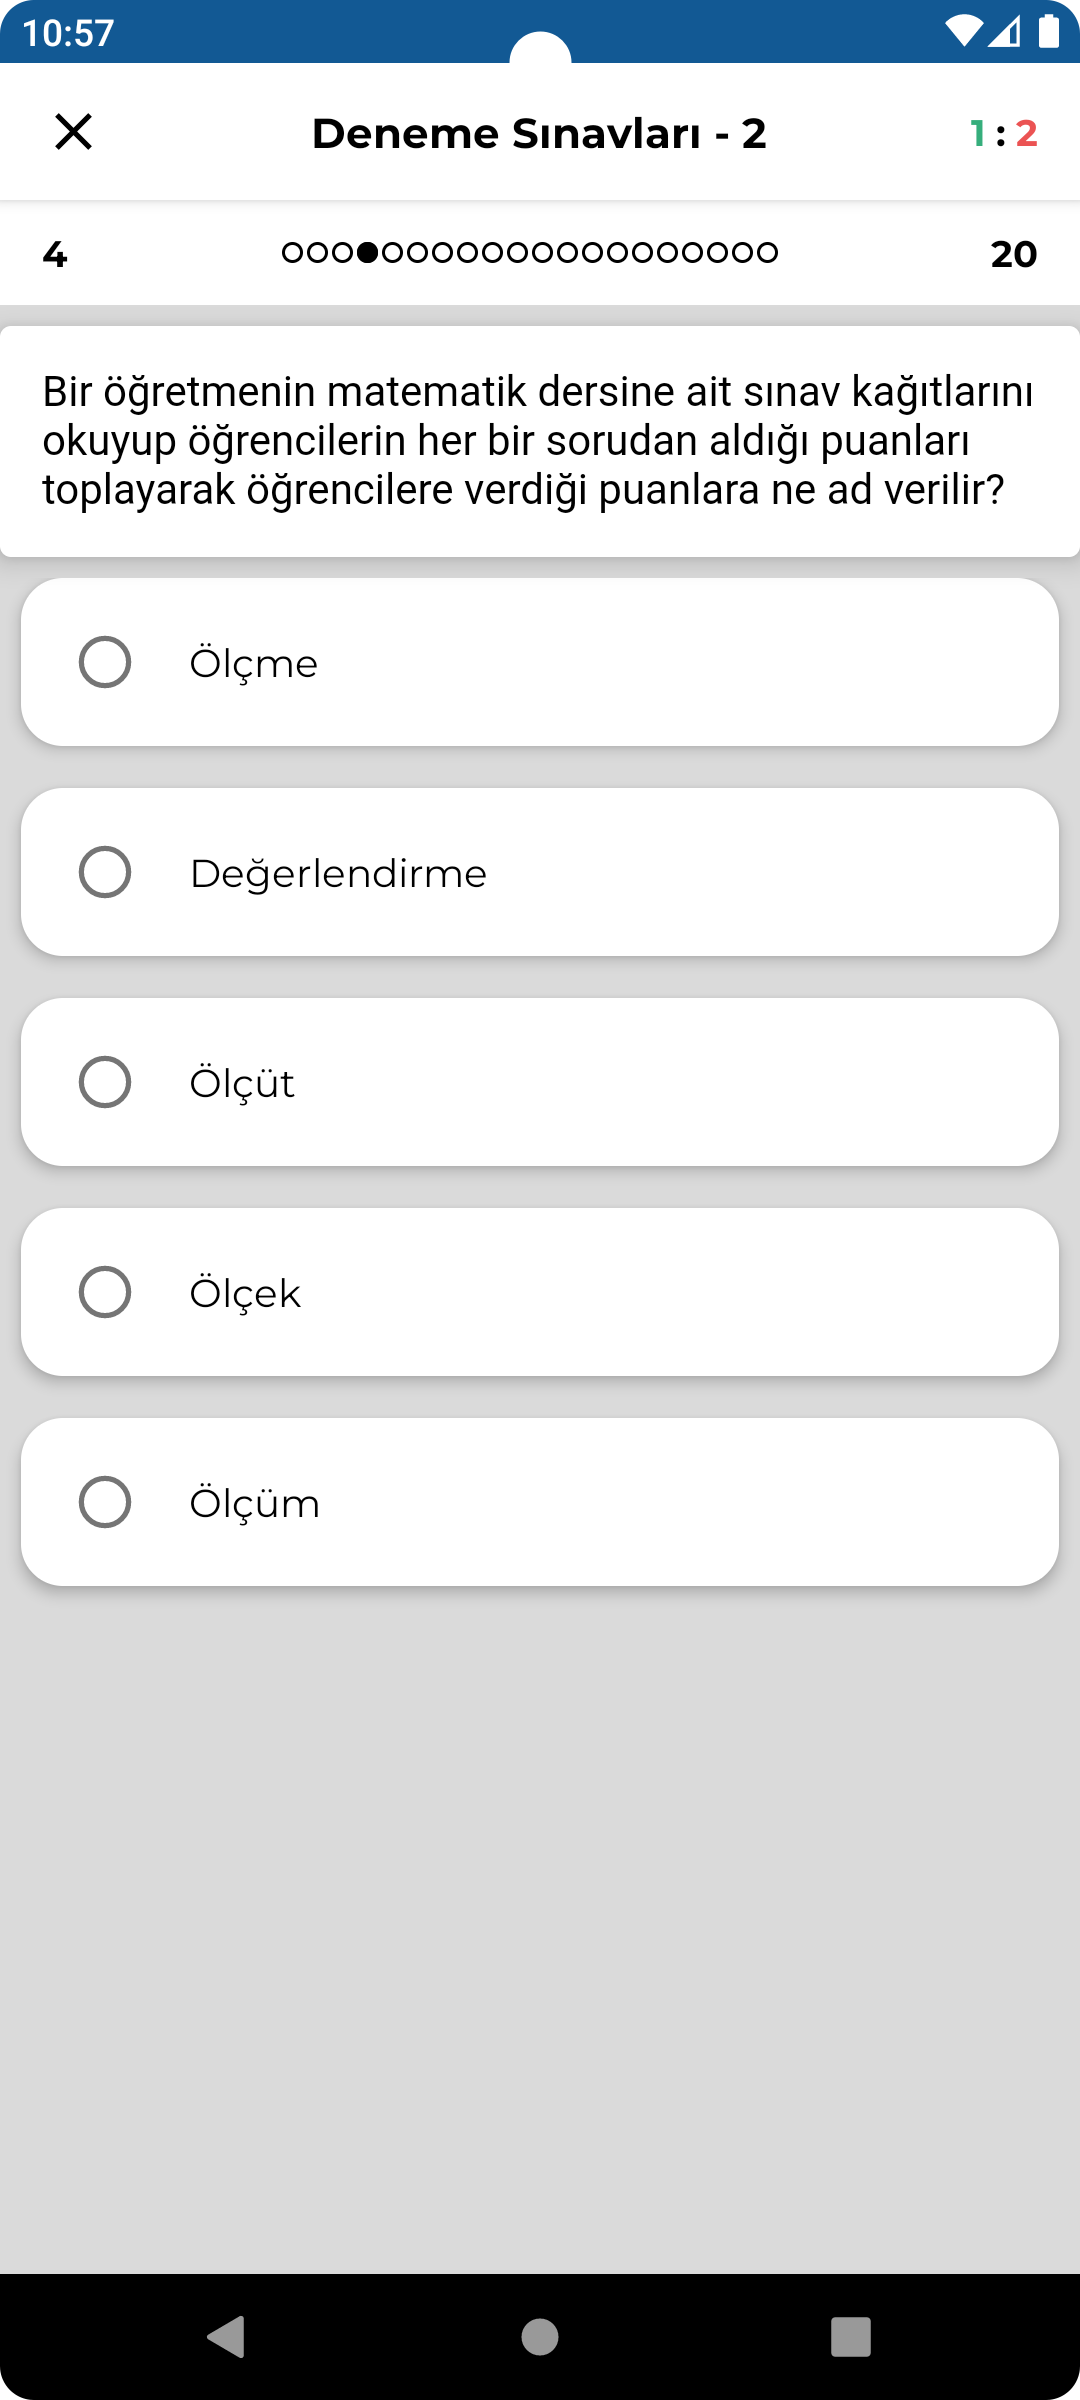 10:57
Deneme Sınavları - 2
1 : 2
4
20
Bir öğretmenin matematik dersine ait sınav kağıtlarını
okuyup öğrencilerin her bir sorudan aldığı puanları
toplayarak öğrencilere verdiği puanlara ne ad verilir?
Ölçme
Değerlendirme
Ölçüt
Ölçek
Ölçüm